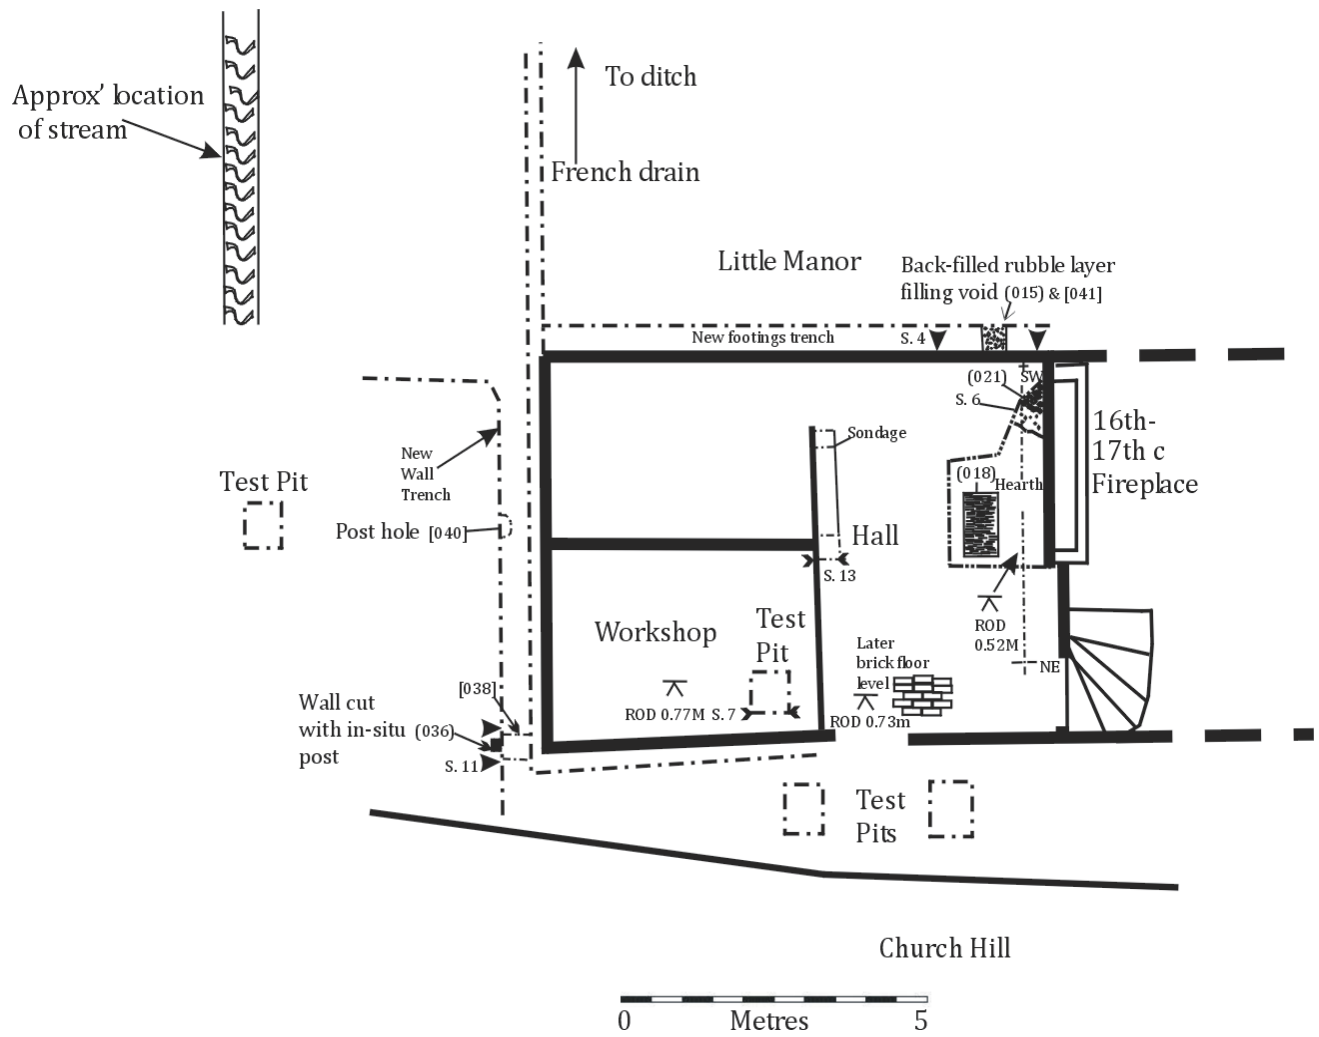 To ditch
Approx' location
of stream
French drain
Little Manor
Back-filled rubble layer
filling void (015) & [041]
New footings trench
S. 4
(021)
SW
S. 6
16th-
17th c
Fireplace
Sondage
New
Wall
Trench
Test Pit
(018)
Hearth
Post hole [040]
Hall
S. 13
Workshop
Test
Pit
ROD
0.52M
Later
brick floor
level
NE
[038]
Wall cut
with in-situ (036)
post
ROD 0.77M S. 7
ROD 0.73m
S. 11
Test
Pits
Church Hill
0 Metres 5